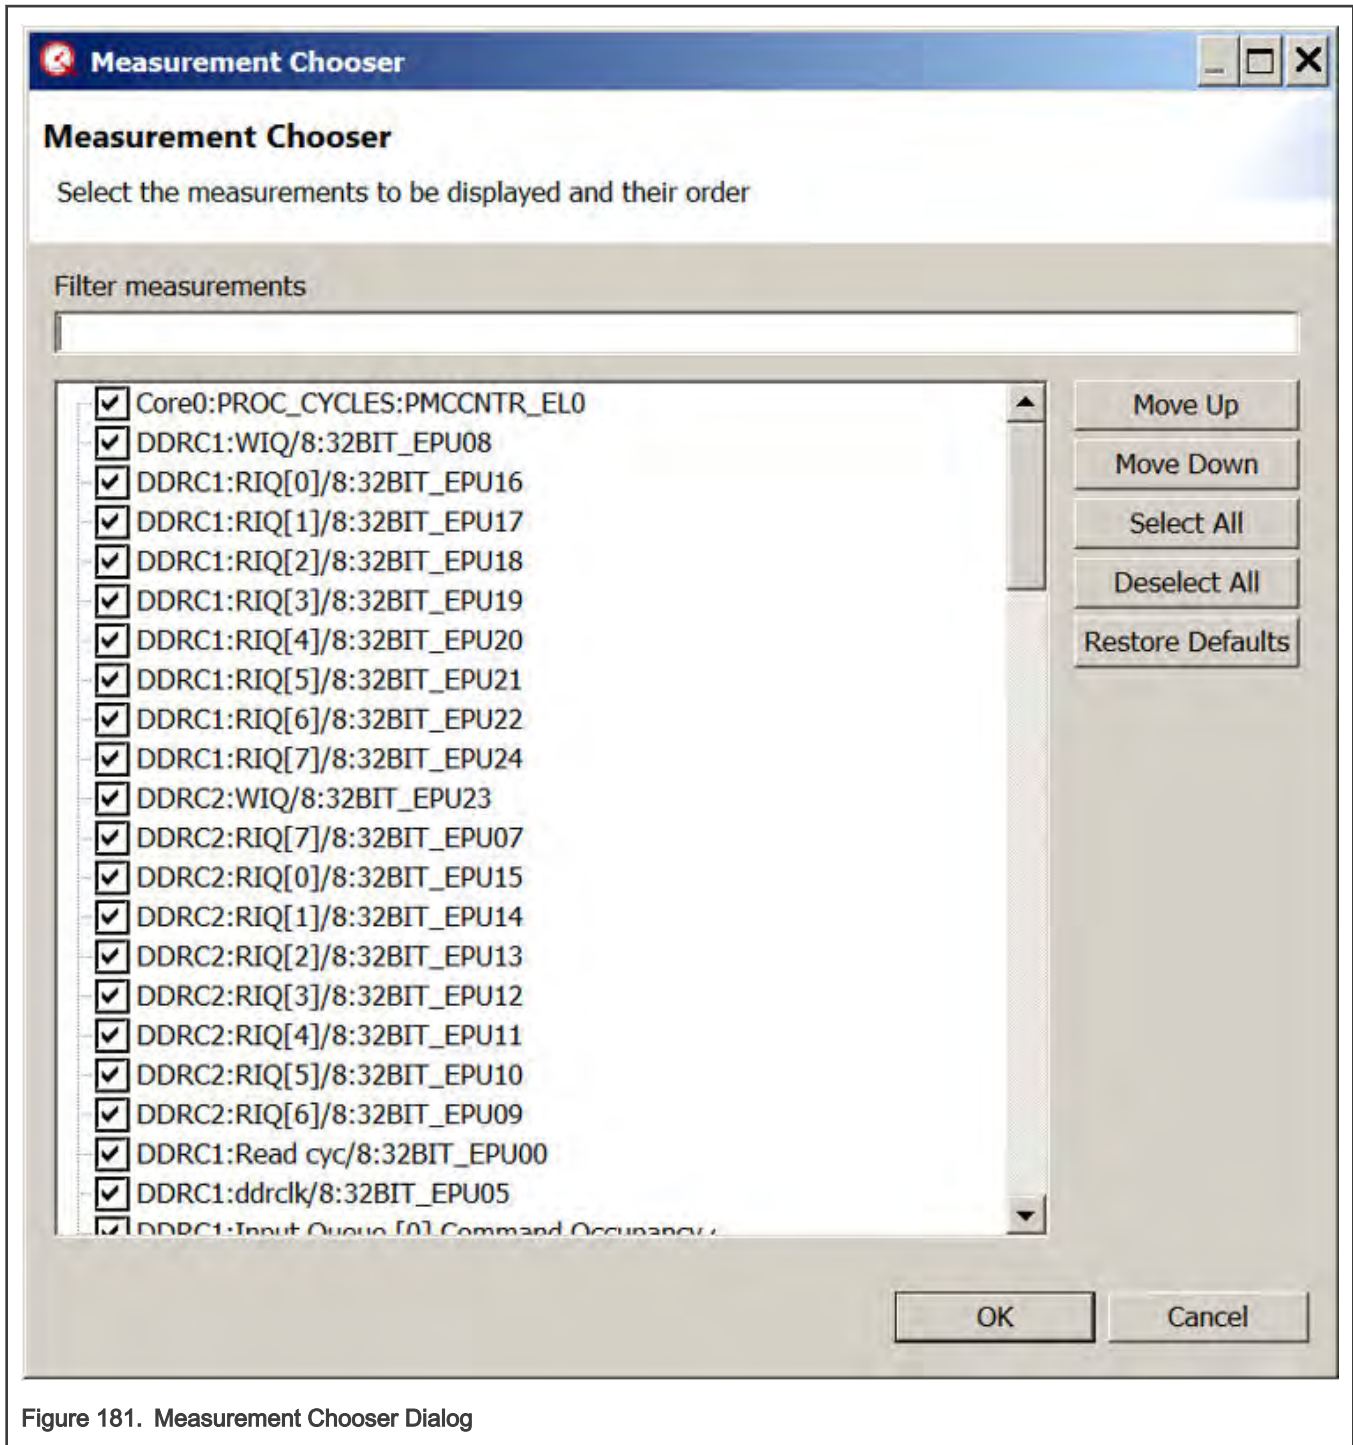 Measurement Chooser
Measurement Chooser
Select the measurements to be displayed and their order
Filter measurements
Core0:PROC_CYCLES:PMCCNTR_EL0
DDRC1:WIQ/8:32BIT_EPU08
DDRC1:RIQ[0]/8:32BIT_EPU16
DDRC1:RIQ[1]/8:32BIT_EPU17
DDRC1:RIQ[2]/8:32BIT_EPU18
DDRC1:RIQ[3]/8:32BIT_EPU19
DDRC1:RIQ[4]/8:32BIT_EPU20
DDRC1:RIQ[5]/8:32BIT_EPU21
DDRC1:RIQ[6]/8:32BIT_EPU22
DDRC1:RIQ[7]/8:32BIT_EPU24
DDRC2:WIQ/8:32BIT_EPU23
DDRC2:RIQ[7]/8:32BIT_EPU07
DDRC2:RIQ[0]/8:32BIT_EPU15
DDRC2:RIQ[1]/8:32BIT_EPU14
DDRC2:RIQ[2]/8:32BIT_EPU13
DDRC2:RIQ[3]/8:32BIT_EPU12
DDRC2:RIQ[4]/8:32BIT_EPU11
DDRC2:RIQ[5]/8:32BIT_EPU10
DDRC2:RIQ[6]/8:32BIT_EPU09
DDRC1:Read cyc/8:32BIT_EPU00
DDRC1:ddrclk/8:32BIT_EPU05
DDRC1:Input Queue [0] Command Occupancy
Move Up
Move Down
Select All
Deselect All
Restore Defaults
OK
Cancel
Figure 181. Measurement Chooser Dialog